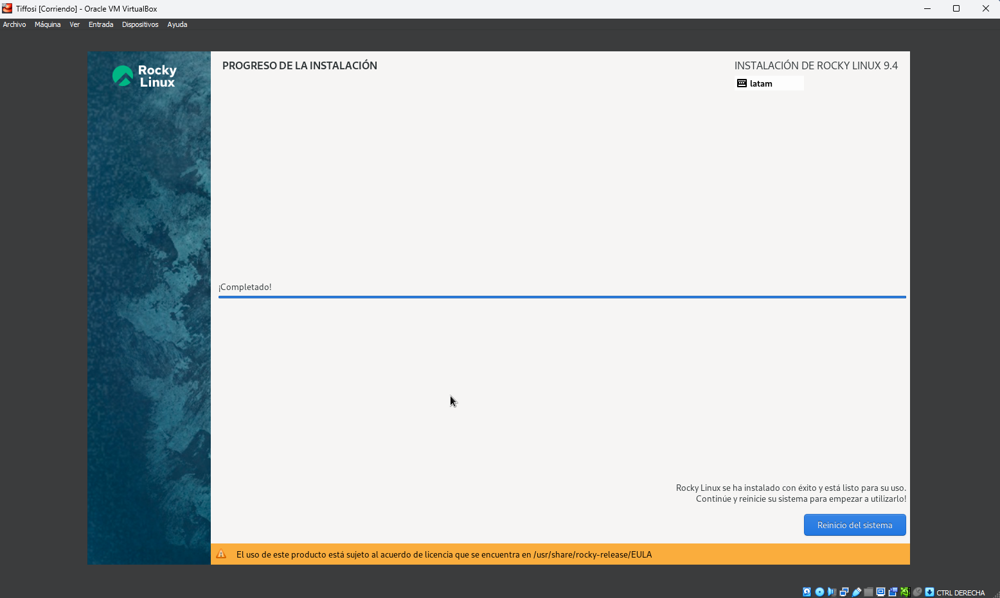 Tiffosi [Corriendo] - Oracle VM VirtualBox
Archivo Máquina Ver Entrada Dispositivos Ayuda
Rocky
Linux
PROGRESO DE LA INSTALACIÓN
INSTALACIÓN DE ROCKY LINUX 9.4
latam
¡Completado!
Rocky Linux se ha instalado con éxito y está listo para su uso.
Continúe y reinicie su sistema para empezar a utilizarlo!
Reinicio del sistema
El uso de este producto está sujeto al acuerdo de licencia que se encuentra en /usr/share/rocky-release/EULA
CTRL DERECHA